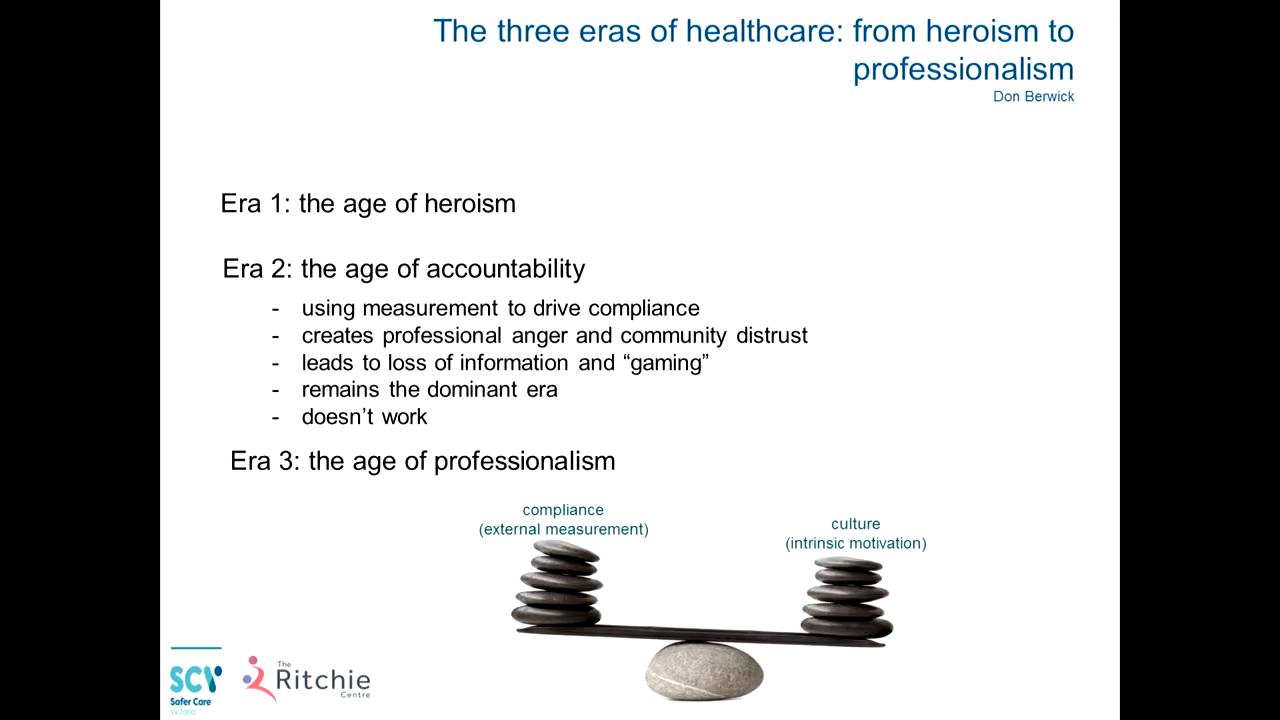 The three eras of healthcare: from heroism to
professionalism
Don Berwick
Era 1: the age of heroism
Era 2: the age of accountability
- using measurement to drive compliance
- creates professional anger and community distrust
- leads to loss of information and “gaming”
- remains the dominant era
- doesn’t work
Era 3: the age of professionalism
compliance
(external measurement)
culture
(intrinsic motivation)
SCV
Safer Care
Victoria
The
Ritchie
Centre